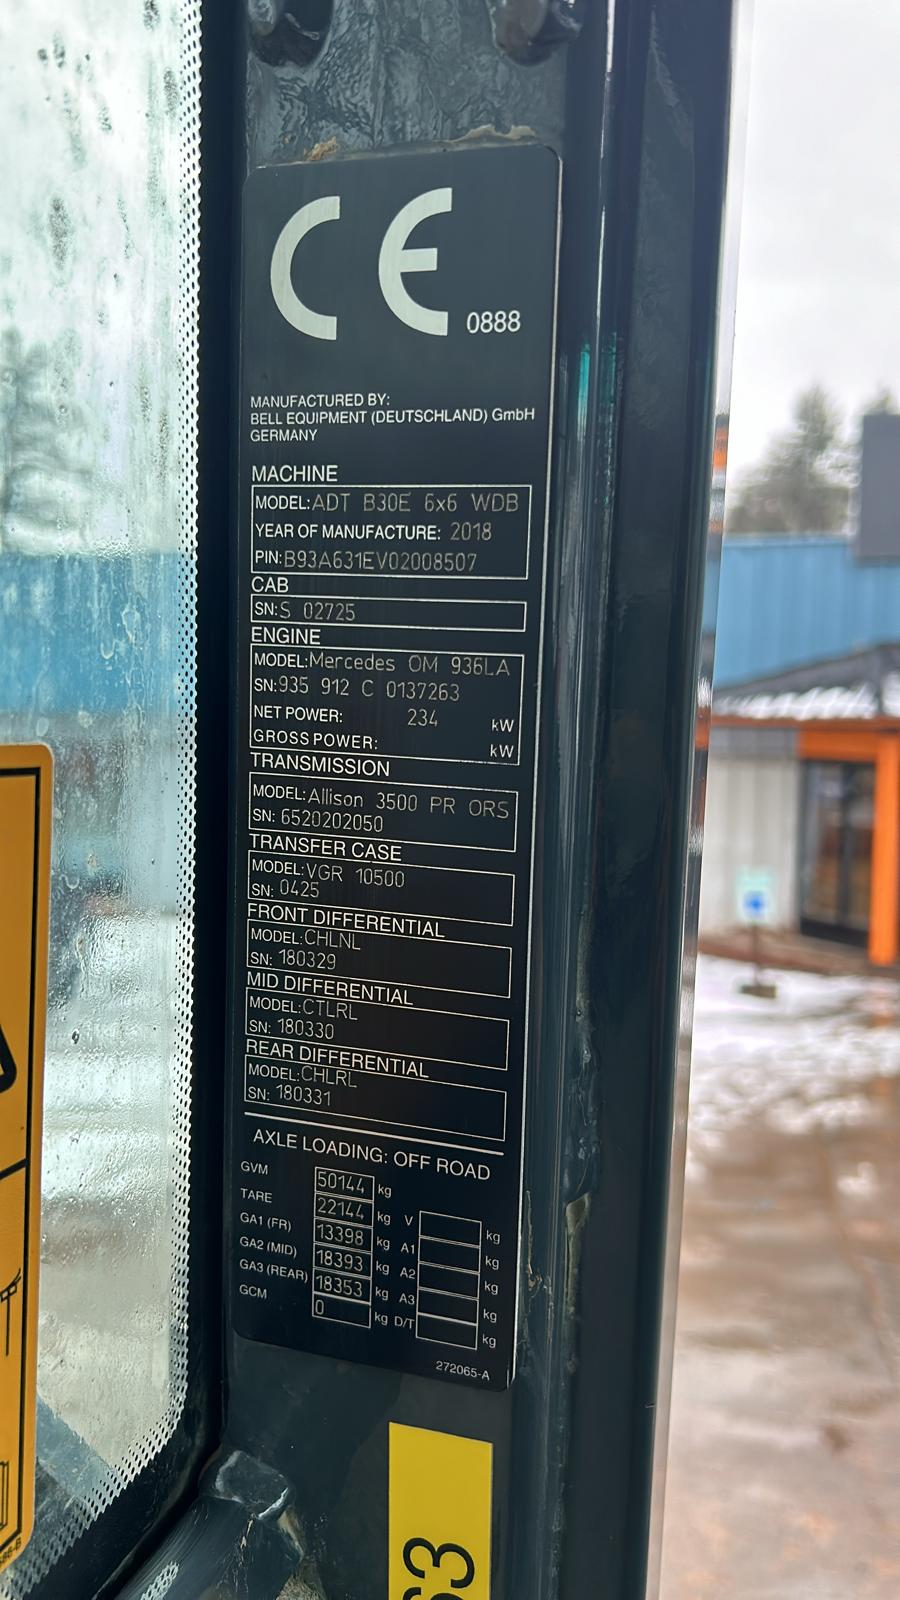 CE 0888
MANUFACTURED BY:
BELL EQUIPMENT (DEUTSCHLAND) GmbH
GERMANY
MACHINE
MODEL: ADT B30E 6x6 WDB
YEAR OF MANUFACTURE: 2018
PIN: B93A631EV02008507
CAB
SN: S 02725
ENGINE
MODEL: Mercedes OM 936LA
SN: 935 912 C 0137263
NET POWER: 234 kW
GROSS POWER: kW
TRANSMISSION
MODEL: Allison 3500 PR ORS
SN: 6520202050
TRANSFER CASE
MODEL: VGR 10500
SN: 0425
FRONT DIFFERENTIAL
MODEL: CHLNL
SN: 180329
MID DIFFERENTIAL
MODEL: CTLRL
SN: 180330
REAR DIFFERENTIAL
MODEL: CHLRL
SN: 180331
AXLE LOADING: OFF ROAD
GVM 50144 kg
TARE 22144 kg V kg
GA1 (FR) 13398 kg A1 kg
GA2 (MID) 18393 kg A2 kg
GA3 (REAR) 18353 kg A3 kg
GCM 0 kg D/T kg
272065-A
63